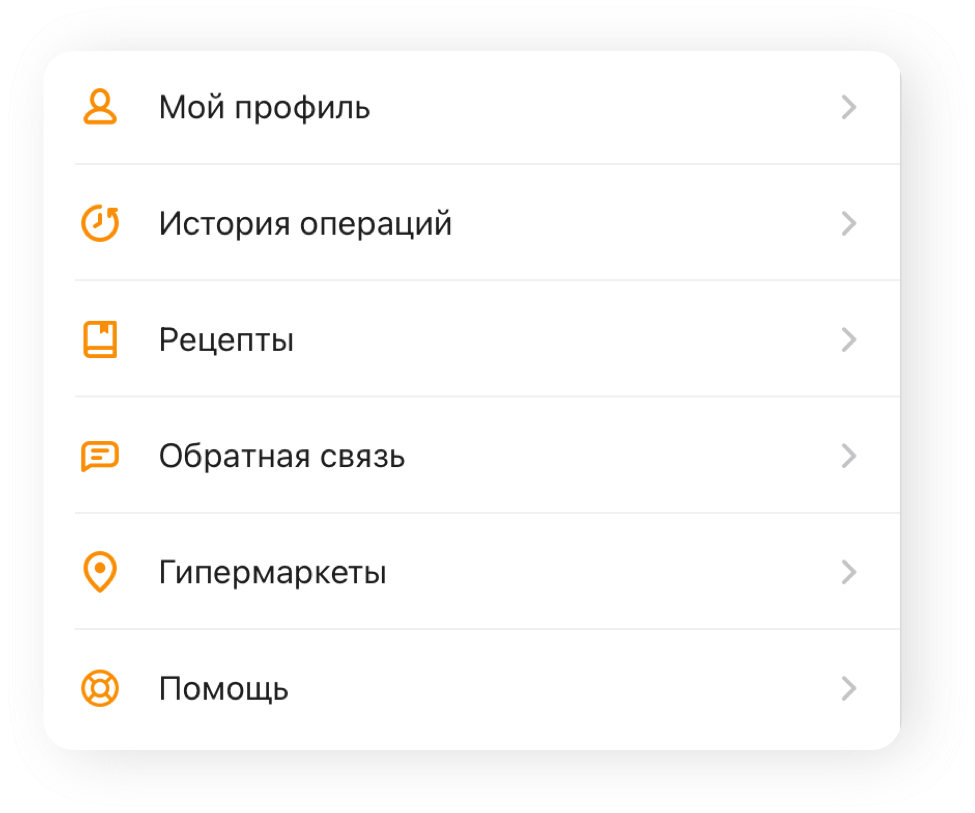 Мой профиль
История операций
Рецепты
Обратная связь
Гипермаркеты
Помощь